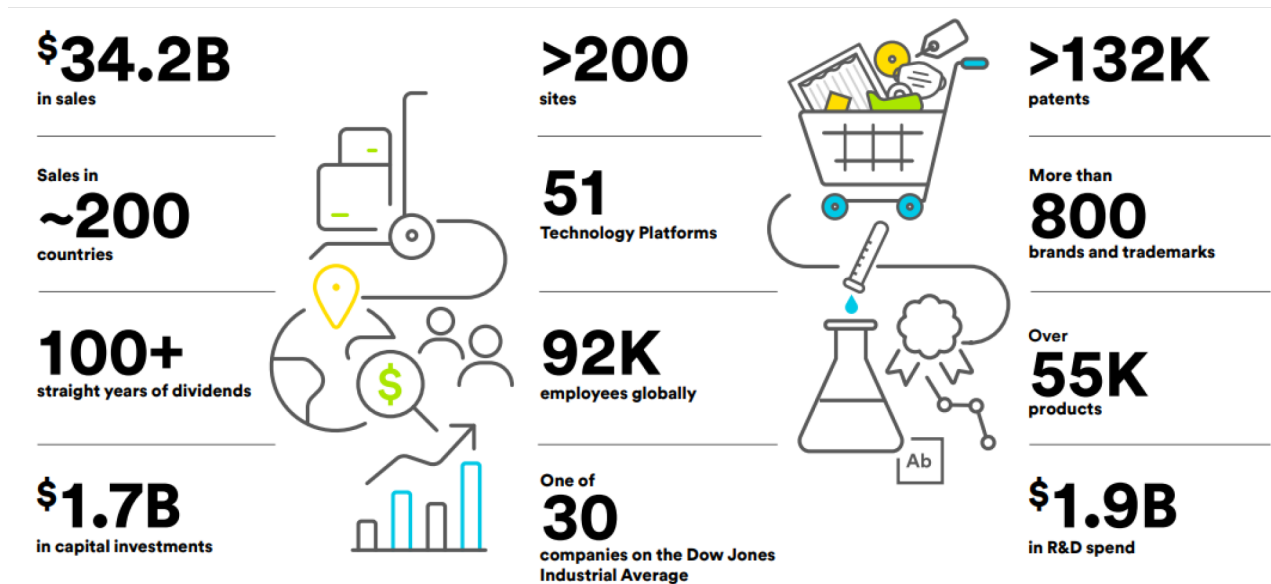 $34.2B
in sales
Sales in
~200
countries
100+
straight years of dividends
$
$1.7B
in capital investments
>200
sites
51
Technology Platforms
92K
employees globally
One of
30
companies on the Dow Jones
Industrial Average
Ab
>132K
patents
More than
800
brands and trademarks
Over
55K
products
$1.9B
in R&D spend